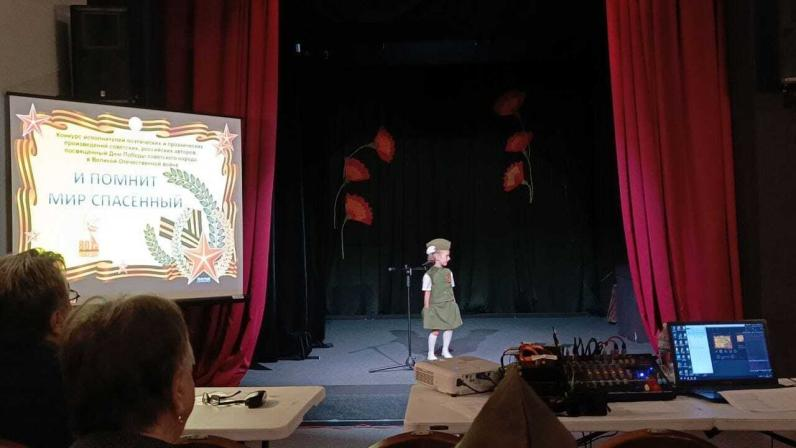 Конкурс исполнителей поэтических и прозаических
произведений советских, российских авторов,
посвященный Дню Победы советского народа
в Великой Отечественной войне
И ПОМНИТ
МИР СПАСЕННЫЙ